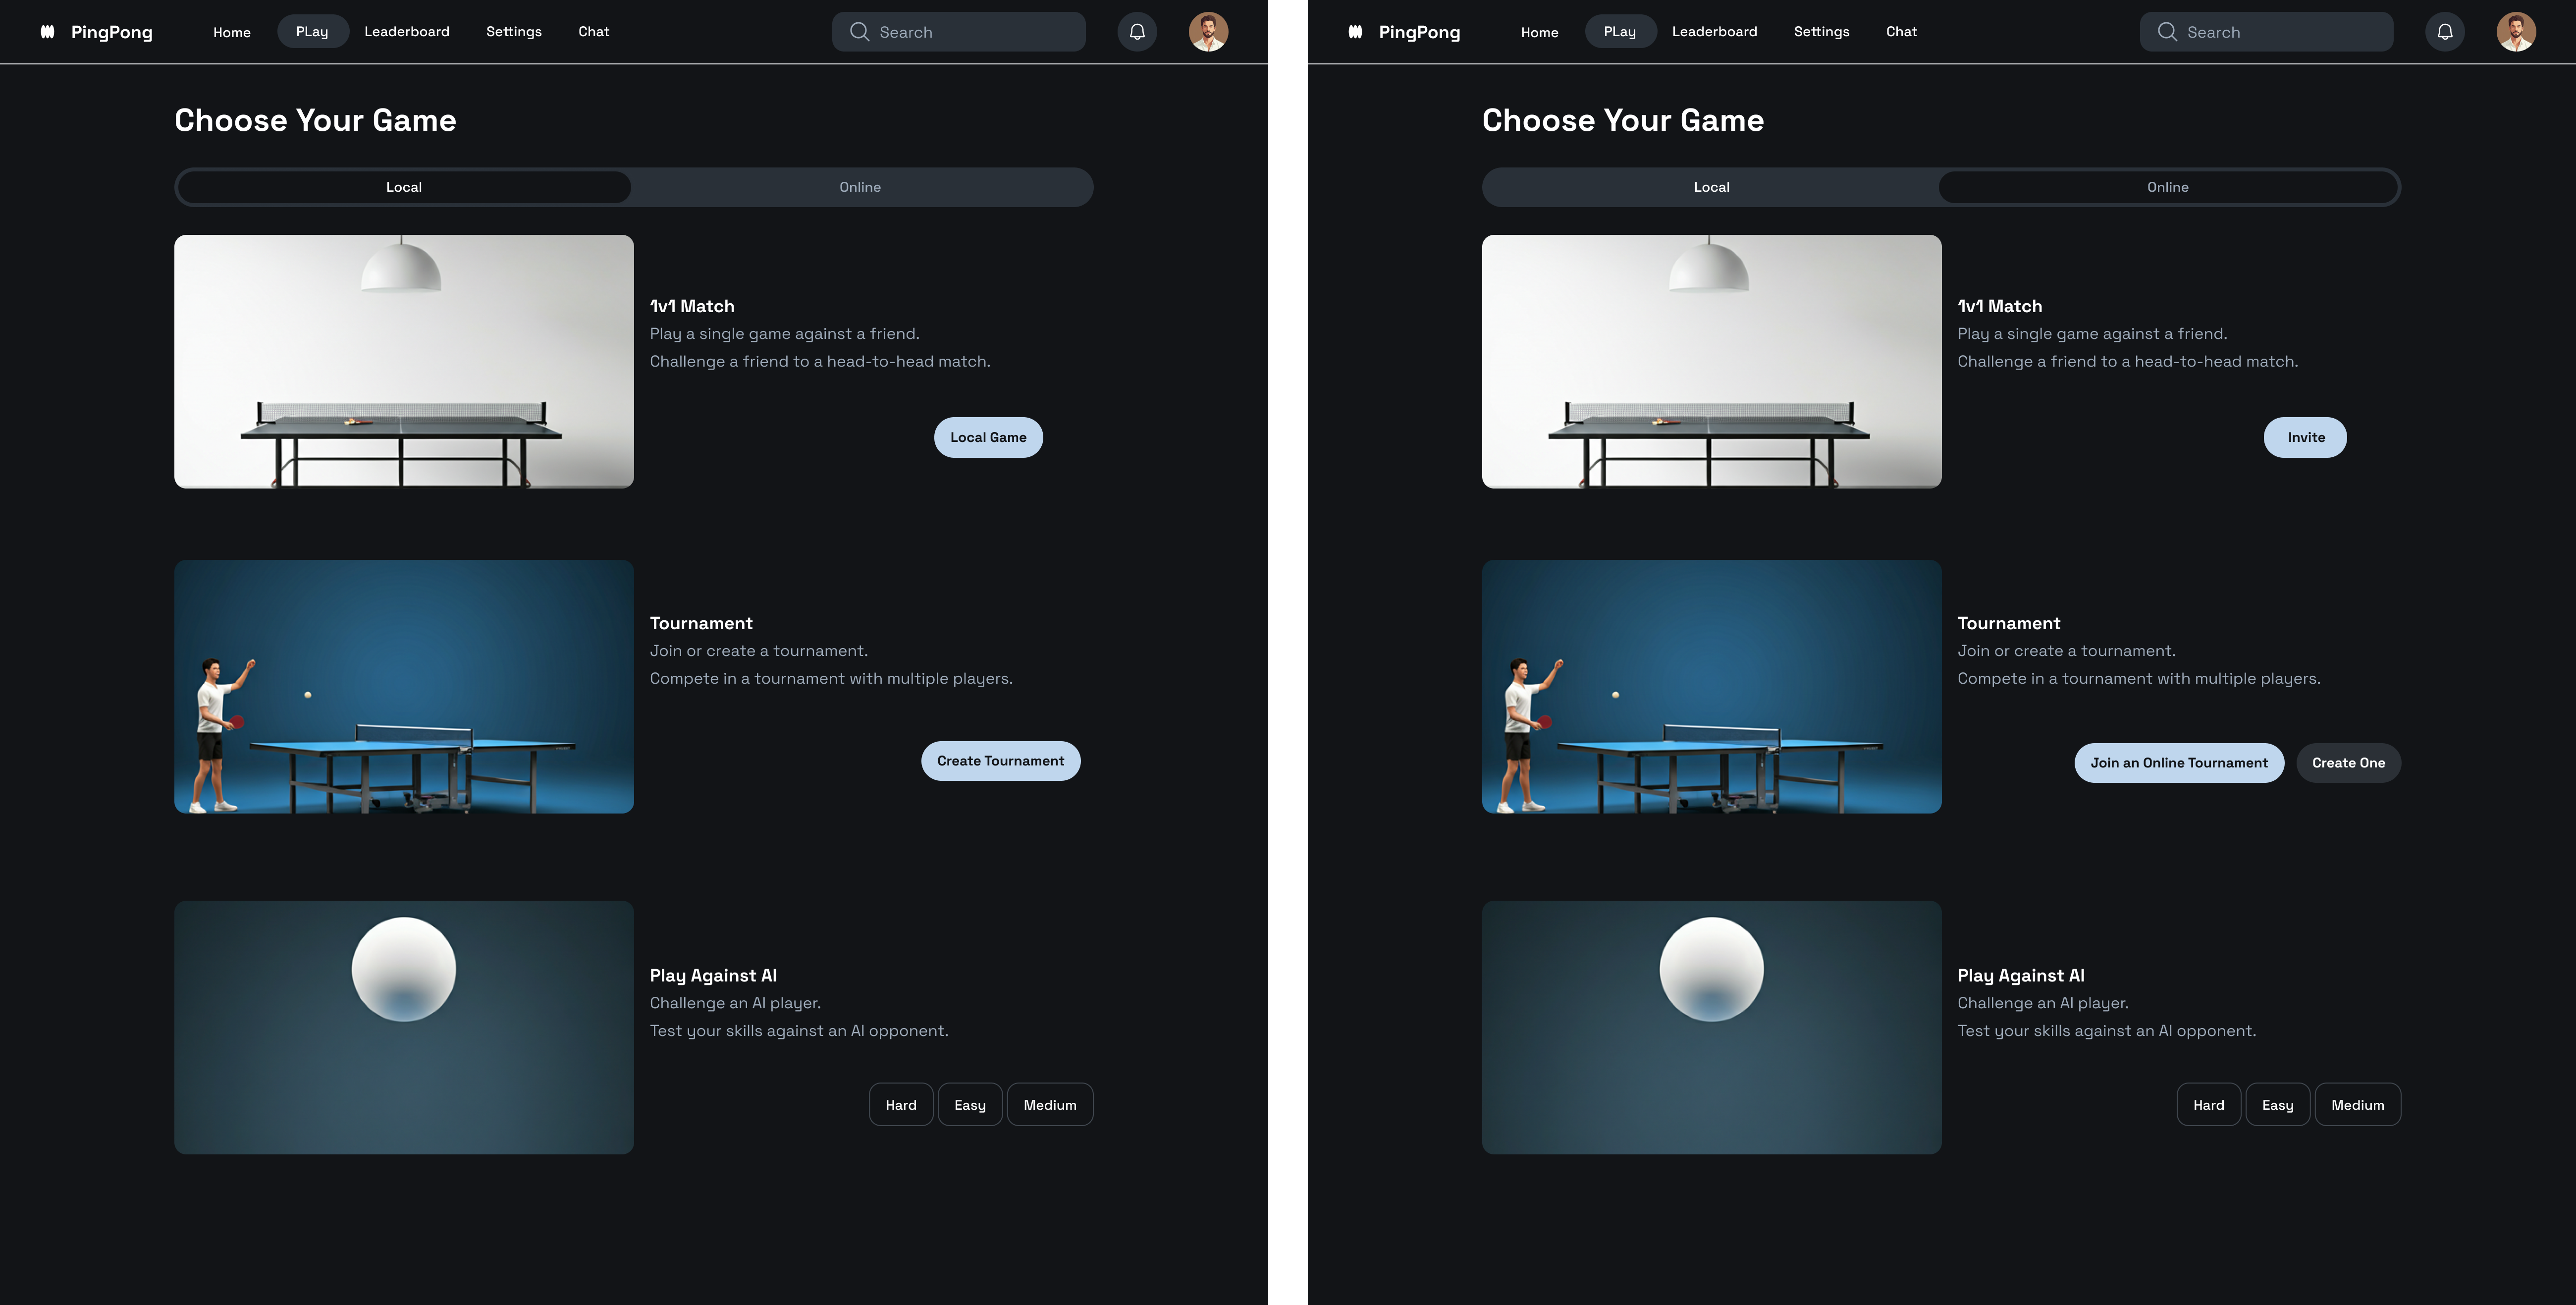 PingPong Home PLay Leaderboard Settings Chat Search
Choose Your Game
Local Online
1v1 Match
Play a single game against a friend.
Challenge a friend to a head-to-head match.
Local Game
Tournament
Join or create a tournament.
Compete in a tournament with multiple players.
Create Tournament
Play Against AI
Challenge an AI player.
Test your skills against an AI opponent.
Hard Easy Medium
PingPong Home PLay Leaderboard Settings Chat Search
Choose Your Game
Local Online
1v1 Match
Play a single game against a friend.
Challenge a friend to a head-to-head match.
Invite
Tournament
Join or create a tournament.
Compete in a tournament with multiple players.
Join an Online Tournament Create One
Play Against AI
Challenge an AI player.
Test your skills against an AI opponent.
Hard Easy Medium